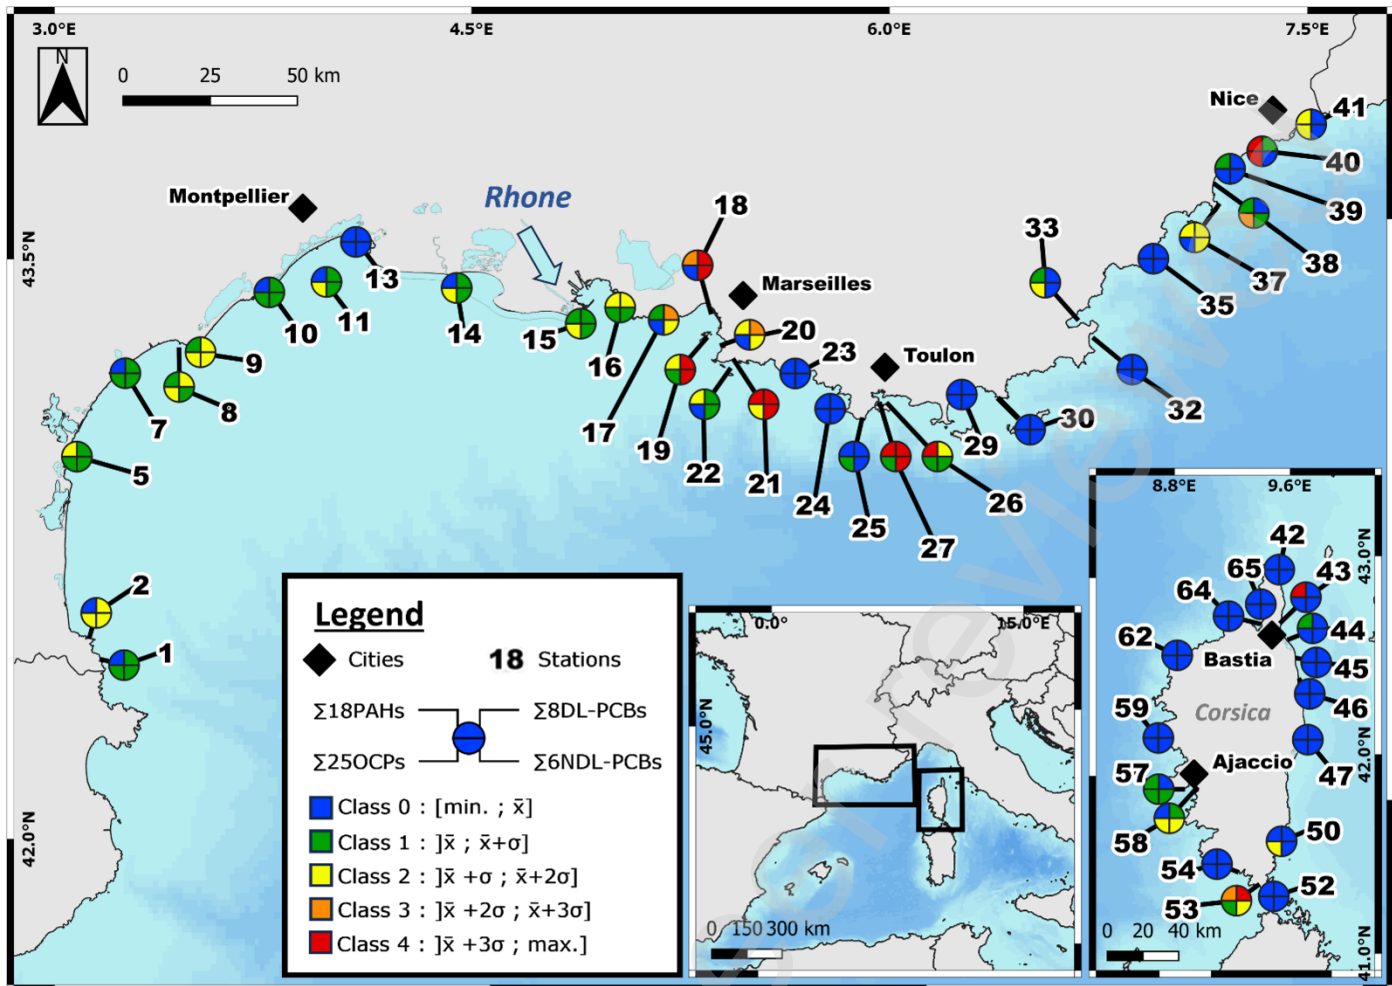 3.0°E 4.5°E 6.0°E 7.5°E
N
0 25 50 km
Nice
41
40
39
38
37
35
33
32
Montpellier
Rhone
18
43.5°N
13
Marseilles
10 11 14 15 16 17
20
23
Toulon
9
8
7
5
19
22
21
24
25
27
26
29
30
2
1
42.0°N
Legend
Cities
18 Stations
Σ18PAHs
Σ8DL-PCBs
Σ25OCPs
Σ6NDL-PCBs
Class 0 : [min. ; x̄]
Class 1 : ]x̄ ; x̄+σ]
Class 2 : ]x̄ +σ ; x̄+2σ]
Class 3 : ]x̄ +2σ ; x̄+3σ]
Class 4 : ]x̄ +3σ ; max.]
0.0° 15.0°E
45.0°N
0 150 300 km
8.8°E 9.6°E
43.0°N
42.0°N
41.0°N
42
65
43
64
44
62
Bastia
45
46
59
Corsica
47
57
Ajaccio
58
50
54
53
52
0 20 40 km